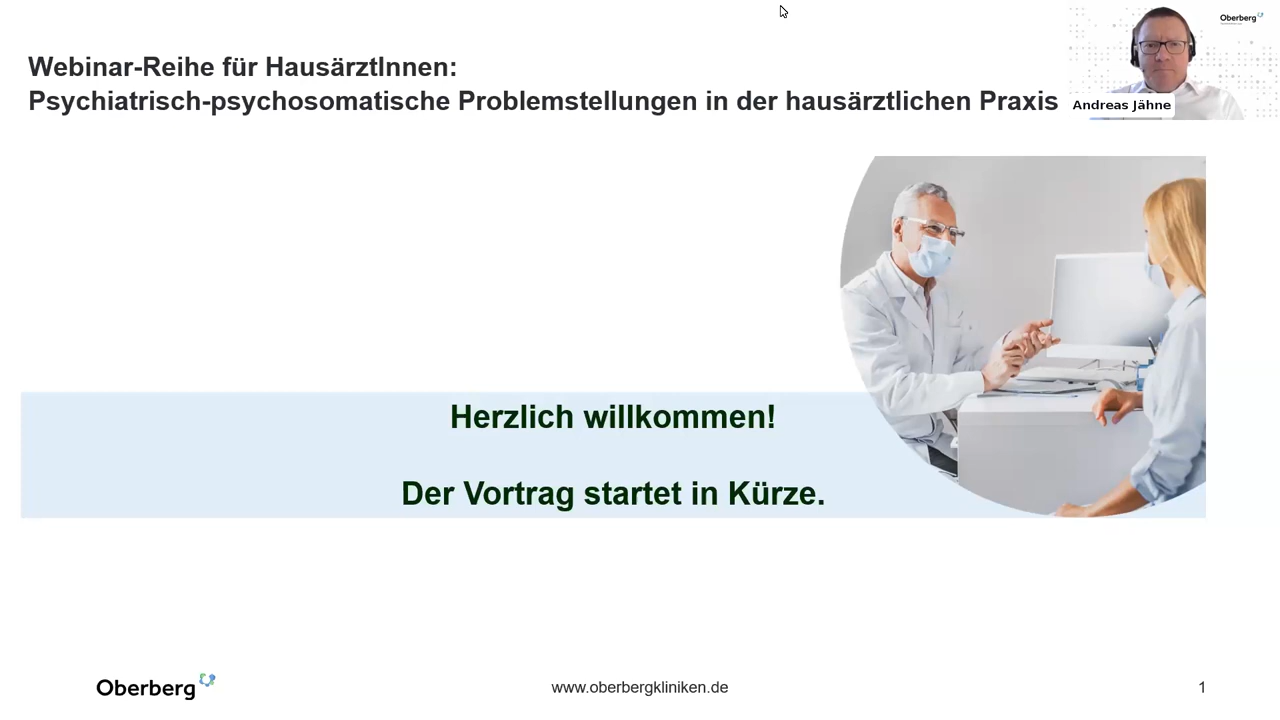 Webinar-Reihe für HausärztInnen:
Psychiatrisch-psychosomatische Problemstellungen in der hausärztlichen Praxis
Oberberg
Andreas Jähne
Herzlich willkommen!
Der Vortrag startet in Kürze.
Oberberg
www.oberbergkliniken.de
1